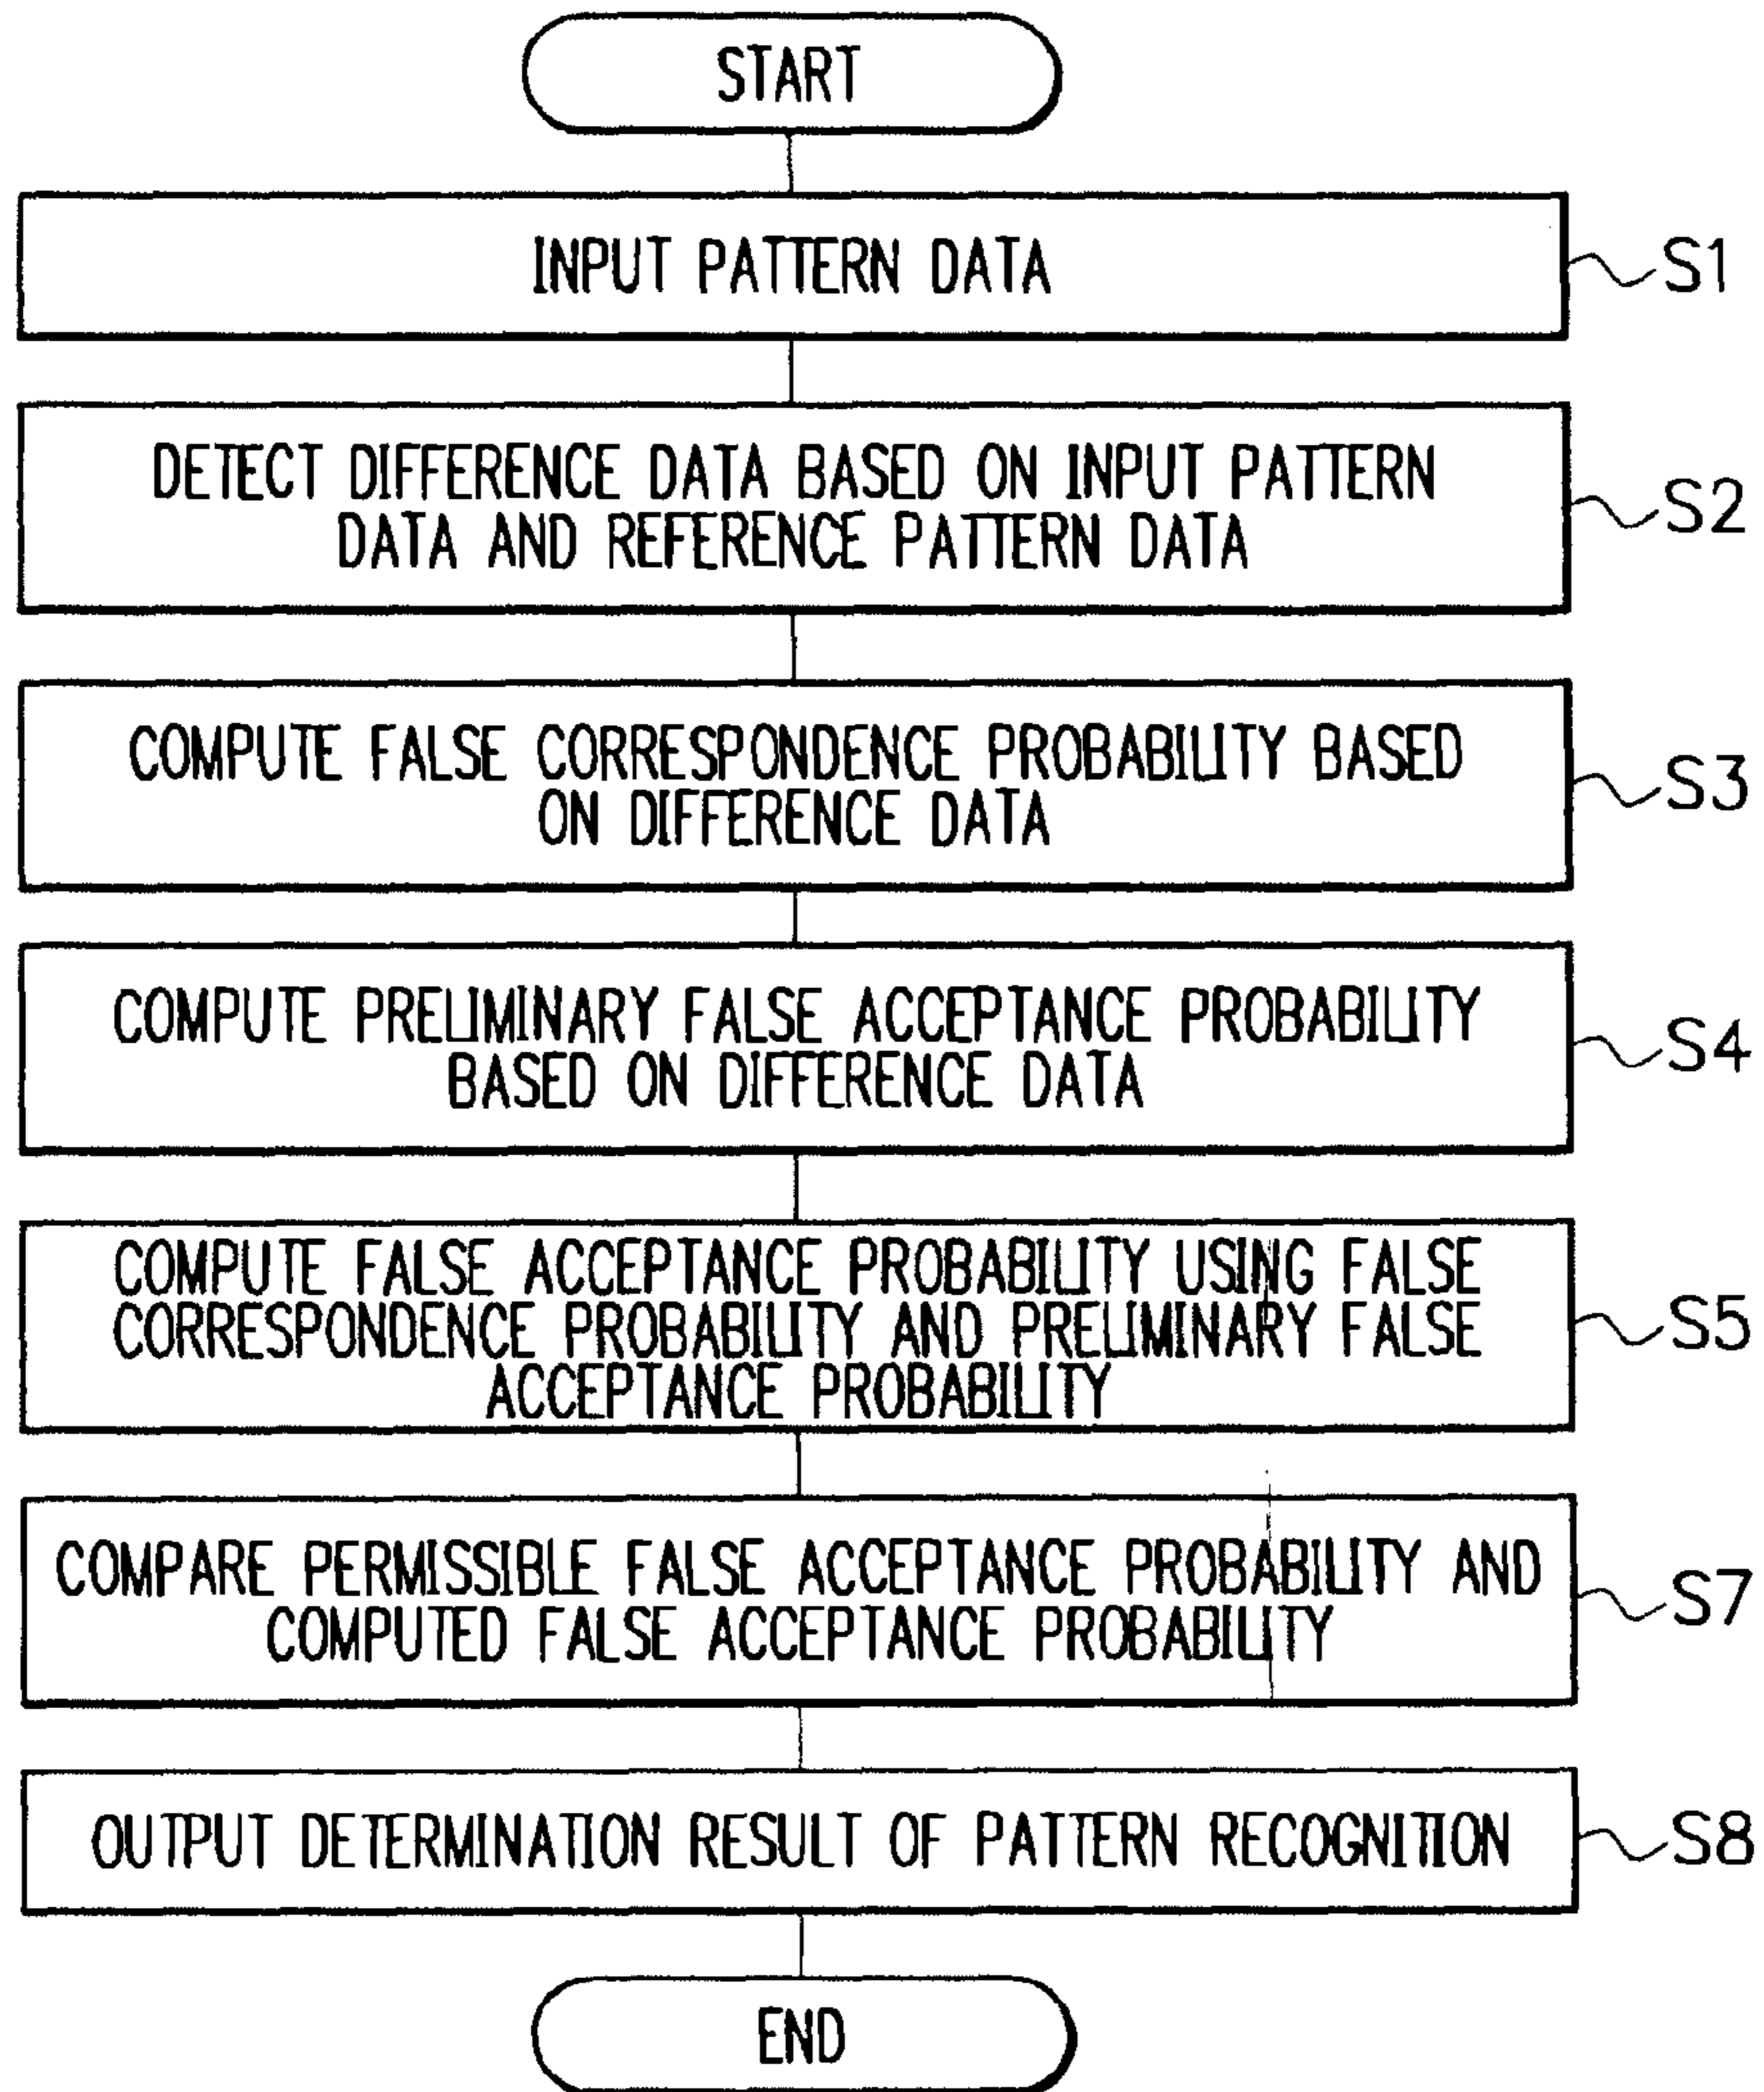 START
INPUT PATTERN DATA
S1
DETECT DIFFERENCE DATA BASED ON INPUT PATTERN
DATA AND REFERENCE PATTERN DATA
S2
COMPUTE FALSE CORRESPONDENCE PROBABILITY BASED
ON DIFFERENCE DATA
S3
COMPUTE PRELIMINARY FALSE ACCEPTANCE PROBABILITY
BASED ON DIFFERENCE DATA
S4
COMPUTE FALSE ACCEPTANCE PROBABILITY USING FALSE
CORRESPONDENCE PROBABILITY AND PRELIMINARY FALSE
ACCEPTANCE PROBABILITY
S5
COMPARE PERMISSIBLE FALSE ACCEPTANCE PROBABILITY AND
COMPUTED FALSE ACCEPTANCE PROBABILITY
S7
OUTPUT DETERMINATION RESULT OF PATTERN RECOGNITION
S8
END